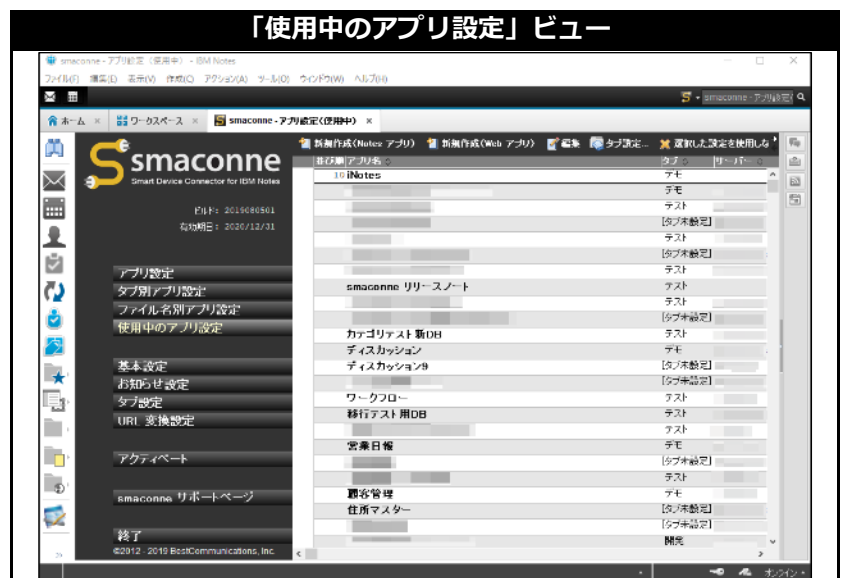 「使用中のアプリ設定」ビュー
smaconne - アプリ設定（使用中） - IBM Notes
ファイル(F) 編集(E) 表示(V) 作成(C) アクション(A) ツール(O) ウィンドウ(W) ヘルプ(H)
smaconne - アプリ設定
ホーム × ワークスペース × smaconne - アプリ設定(使用中) ×
新規作成(Notes アプリ) 新規作成(Web アプリ) 編集 タブ設定... 選択した設定を使用しな
smaconne
Smart Device Connector for IBM Notes
ビルド: 2019080501
有効期日: 2020/12/31
アプリ設定
タブ別アプリ設定
ファイル名別アプリ設定
使用中のアプリ設定
基本設定
お知らせ設定
タブ設定
URL 変換設定
アクティベート
smaconne サポートページ
終了
©2012 - 2019 BestCommunications, Inc.
並び順 アプリ名 タブ サーバー
10 iNotes デモ
デモ
テスト
[タブ未設定]
テスト
[タブ未設定]
テスト
smaconne リリースノート テスト
テスト
[タブ未設定]
カテゴリテスト新DB テスト
ディスカッション デモ
ディスカッション9 [タブ未設定]
[タブ未設定]
ワークフロー テスト
移行テスト用DB テスト
テスト
営業日報 デモ
[タブ未設定]
テスト
顧客管理 デモ
住所マスター [タブ未設定]
[タブ未設定]
開発
オンライン